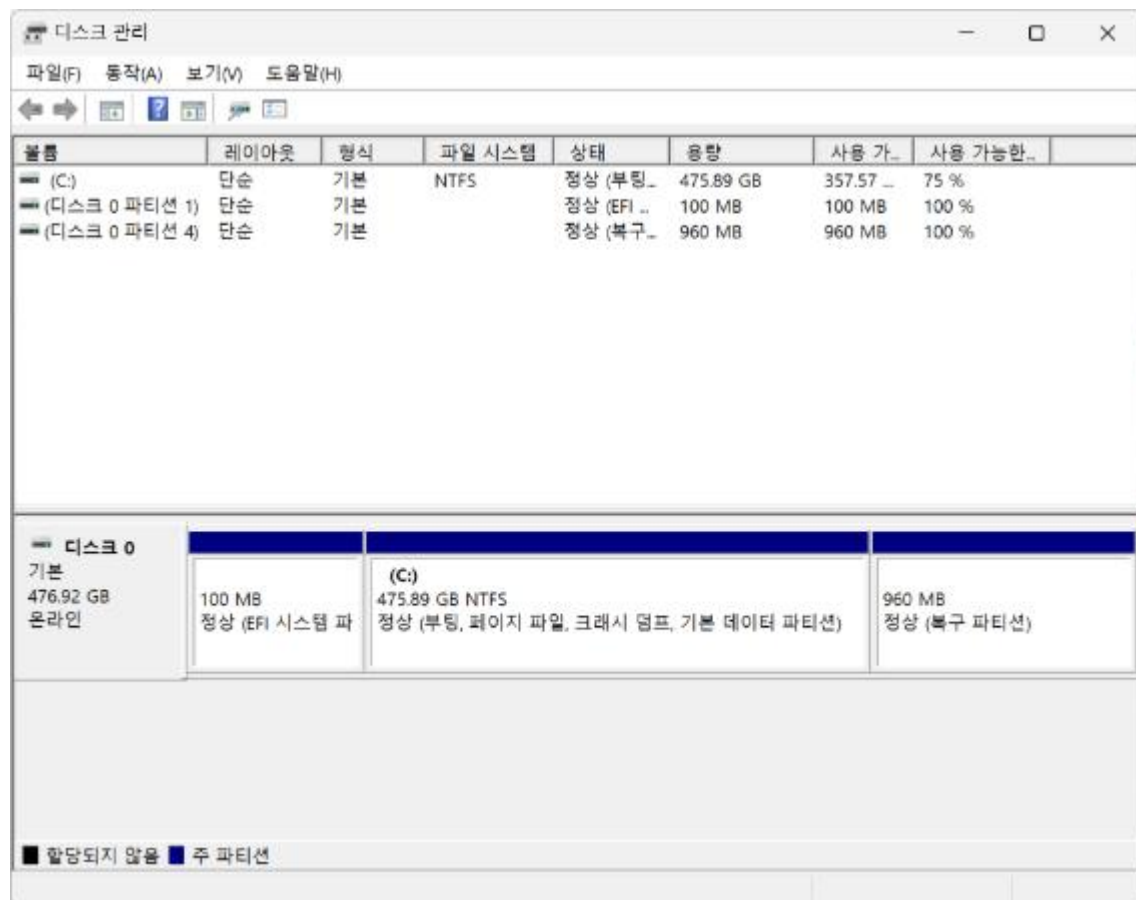 디스크 관리
파일(F) 동작(A) 보기(V) 도움말(H)
볼륨 레이아웃 형식 파일 시스템 상태 용량 사용 가... 사용 가능한...
(C:) 단순 기본 NTFS 정상 (부팅... 475.89 GB 357.57 ... 75 %
(디스크 0 파티션 1) 단순 기본 정상 (EFI ... 100 MB 100 MB 100 %
(디스크 0 파티션 4) 단순 기본 정상 (복구... 960 MB 960 MB 100 %
디스크 0
기본
476.92 GB
온라인
100 MB
정상 (EFI 시스템 파
(C:)
475.89 GB NTFS
정상 (부팅, 페이지 파일, 크래시 덤프, 기본 데이터 파티션)
960 MB
정상 (복구 파티션)
할당되지 않음 주 파티션